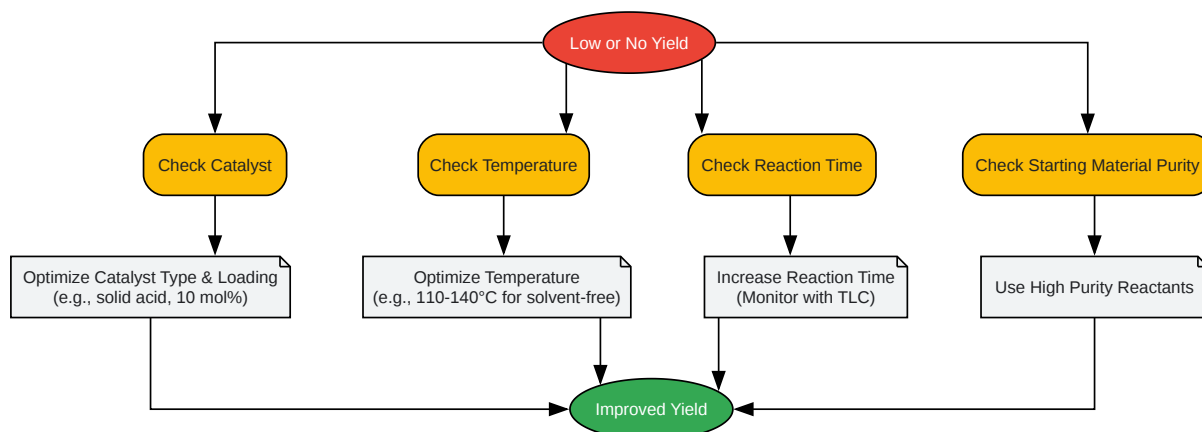 Low or No Yield
Check Catalyst
Check Temperature
Check Reaction Time
Check Starting Material Purity
Optimize Catalyst Type & Loading
(e.g., solid acid, 10 mol%)
Optimize Temperature
(e.g., 110-140°C for solvent-free)
Increase Reaction Time
(Monitor with TLC)
Use High Purity Reactants
Improved Yield